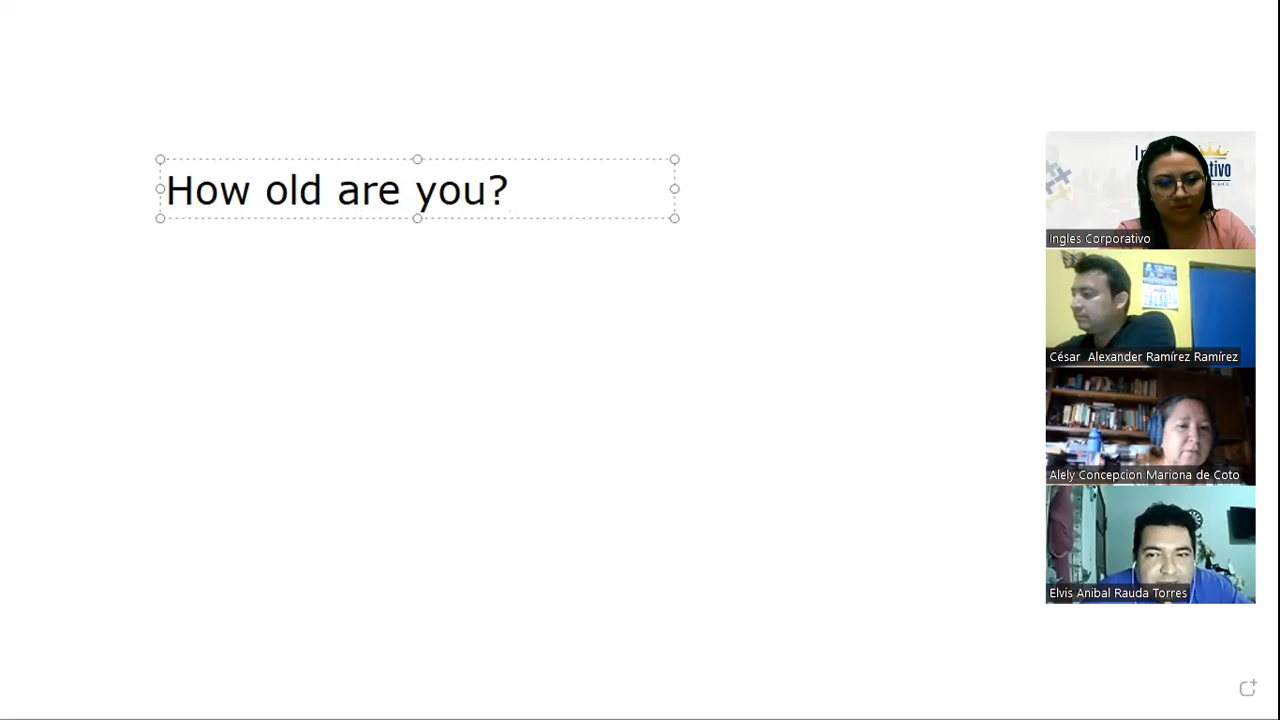 How old are you?
Ingles Corporativo
César Alexander Ramírez Ramírez
Alely Concepcion Mariona de Coto
Elvis Anibal Rauda Torres